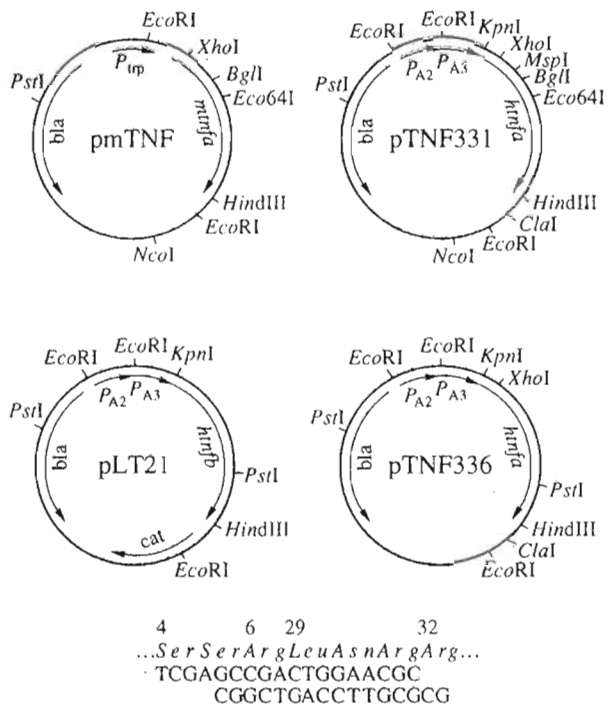 EcoRI
XhoI
BglI
Eco64I
PstI
Ptrp
bla
pmTNF
mtnfa
HindIII
EcoRI
NcoI
EcoRI
EcoRI
KpnI
XhoI
MspI
BglI
Eco64I
PstI
PA2 PA3
bla
pTNF331
htnfa
HindIII
ClaI
EcoRI
NcoI
EcoRI
EcoRI
KpnI
PstI
PA2 PA3
bla
pLT21
htnfb
PstI
HindIII
cat
EcoRI
EcoRI
EcoRI
KpnI
XhoI
PstI
PA2 PA3
bla
pTNF336
htnfa
PstI
HindIII
ClaI
EcoRI
4 6 29 32
...SerSerArgLeuAsnArgArg...
TCGAGCCGACTGGAACGC
CGGCTGACCTTGCGCG